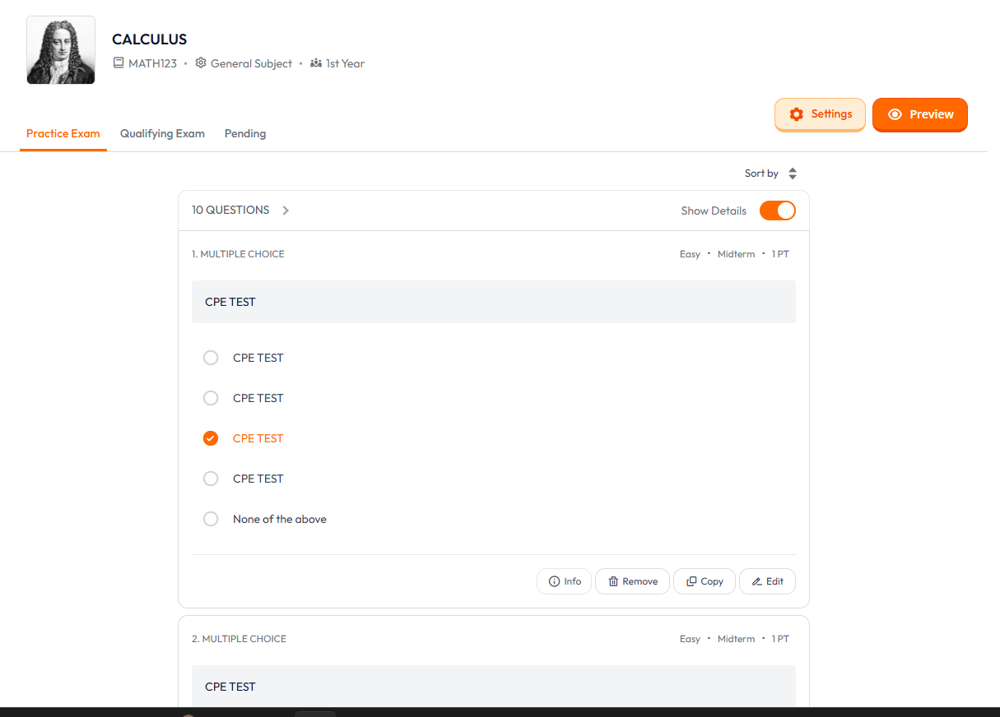 CALCULUS
MATH123 • General Subject • 1st Year
Settings
Preview
Practice Exam
Qualifying Exam
Pending
Sort by
10 QUESTIONS
Show Details
1. MULTIPLE CHOICE
Easy • Midterm • 1 PT
CPE TEST
CPE TEST
CPE TEST
CPE TEST
CPE TEST
None of the above
Info
Remove
Copy
Edit
2. MULTIPLE CHOICE
Easy • Midterm • 1 PT
CPE TEST